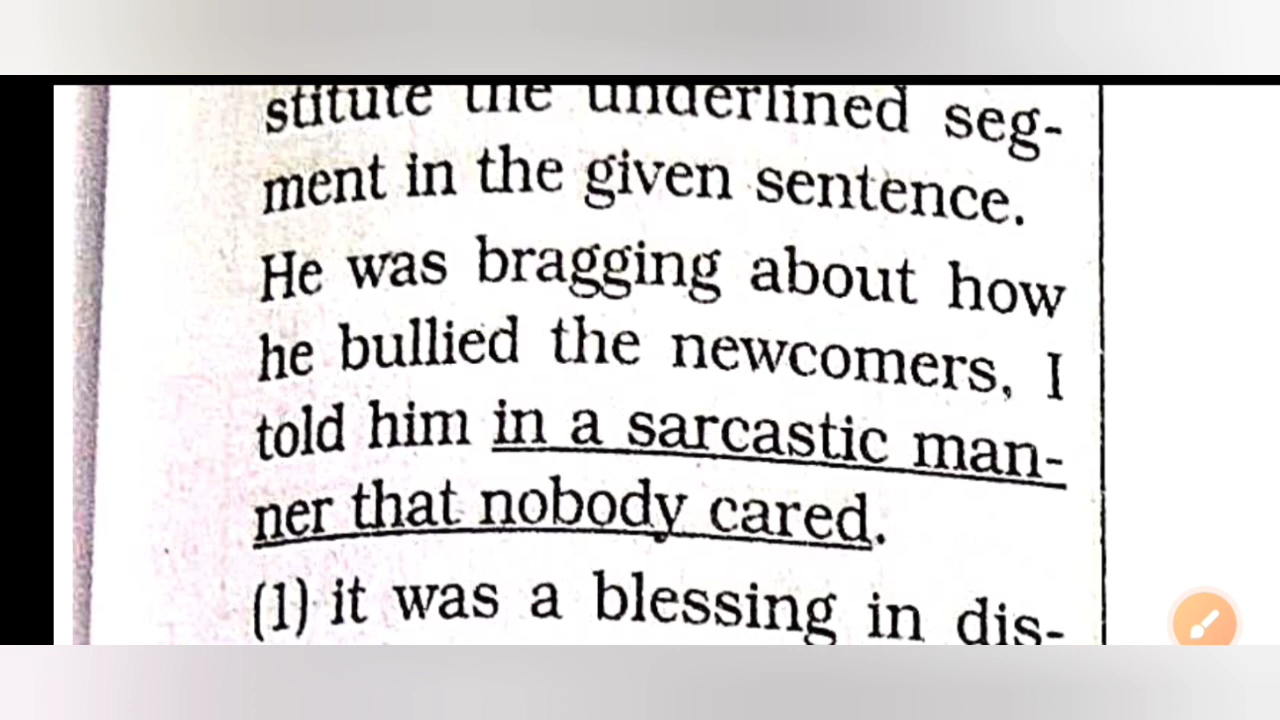 stitute the underlined seg-
ment in the given sentence.
He was bragging about how
he bullied the newcomers, I
told him in a sarcastic man-
ner that nobody cared.
(1) it was a blessing in dis-